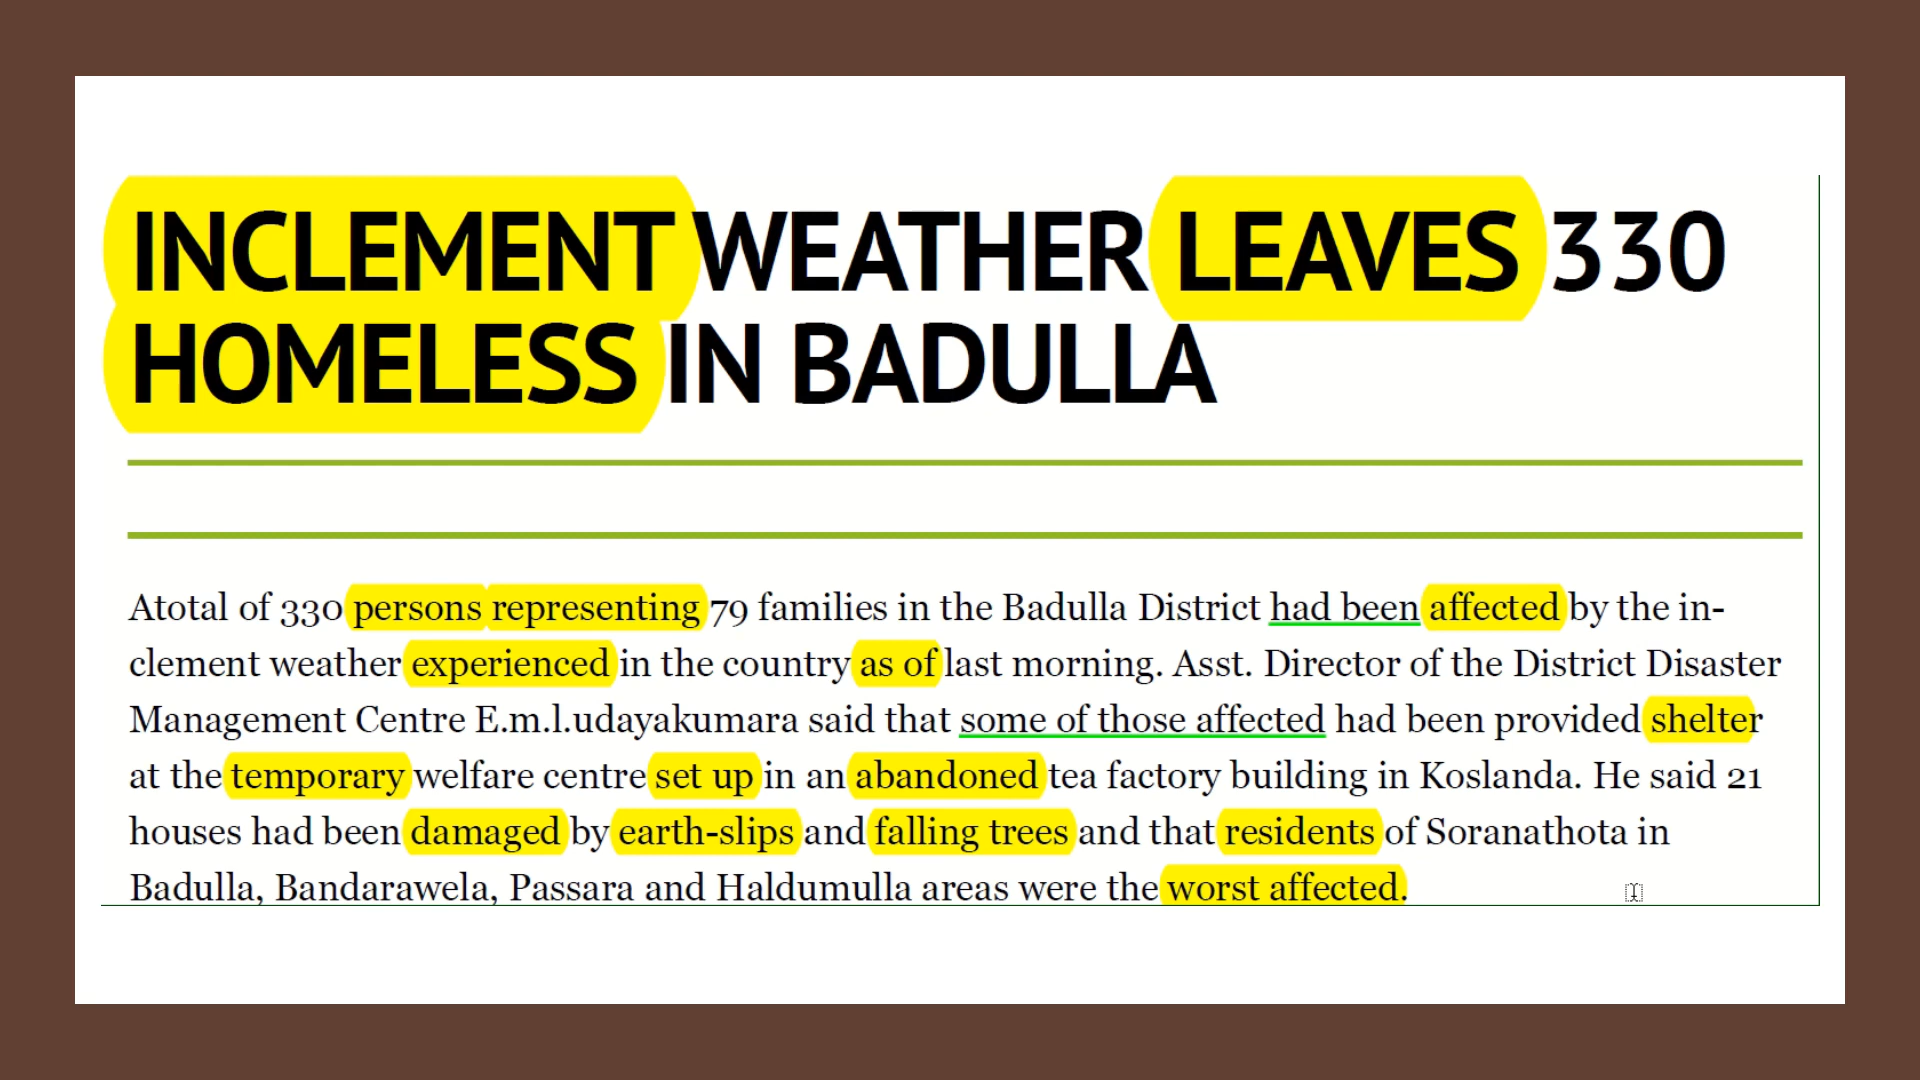 INCLEMENT WEATHER LEAVES 330
HOMELESS IN BADULLA
Atotal of 330 persons representing 79 families in the Badulla District had been affected by the in-
clement weather experienced in the country as of last morning. Asst. Director of the District Disaster
Management Centre E.m.l.udayakumara said that some of those affected had been provided shelter
at the temporary welfare centre set up in an abandoned tea factory building in Koslanda. He said 21
houses had been damaged by earth-slips and falling trees and that residents of Soranathota in
Badulla, Bandarawela, Passara and Haldumulla areas were the worst affected.